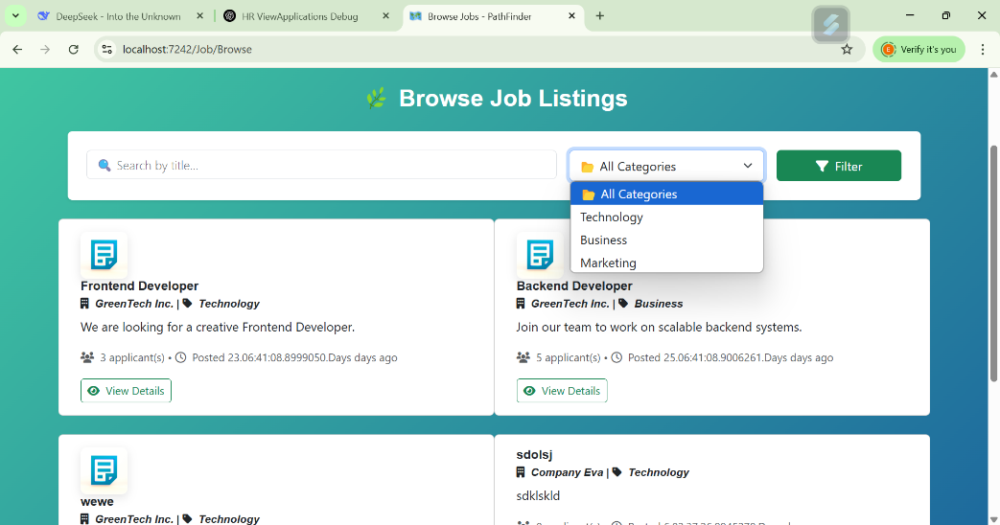 DeepSeek - Into the Unknown
HR ViewApplications Debug
Browse Jobs - PathFinder
localhost:7242/Job/Browse
E
Verify it's you
Browse Job Listings
Search by title...
All Categories
Filter
All Categories
Technology
Business
Marketing
Frontend Developer
GreenTech Inc. | Technology
We are looking for a creative Frontend Developer.
3 applicant(s) • Posted 23.06:41:08.8999050.Days days ago
View Details
Backend Developer
GreenTech Inc. | Business
Join our team to work on scalable backend systems.
5 applicant(s) • Posted 25.06:41:08.9006261.Days days ago
View Details
wewe
GreenTech Inc. | Technology
sdolsj
Company Eva | Technology
sdklskld